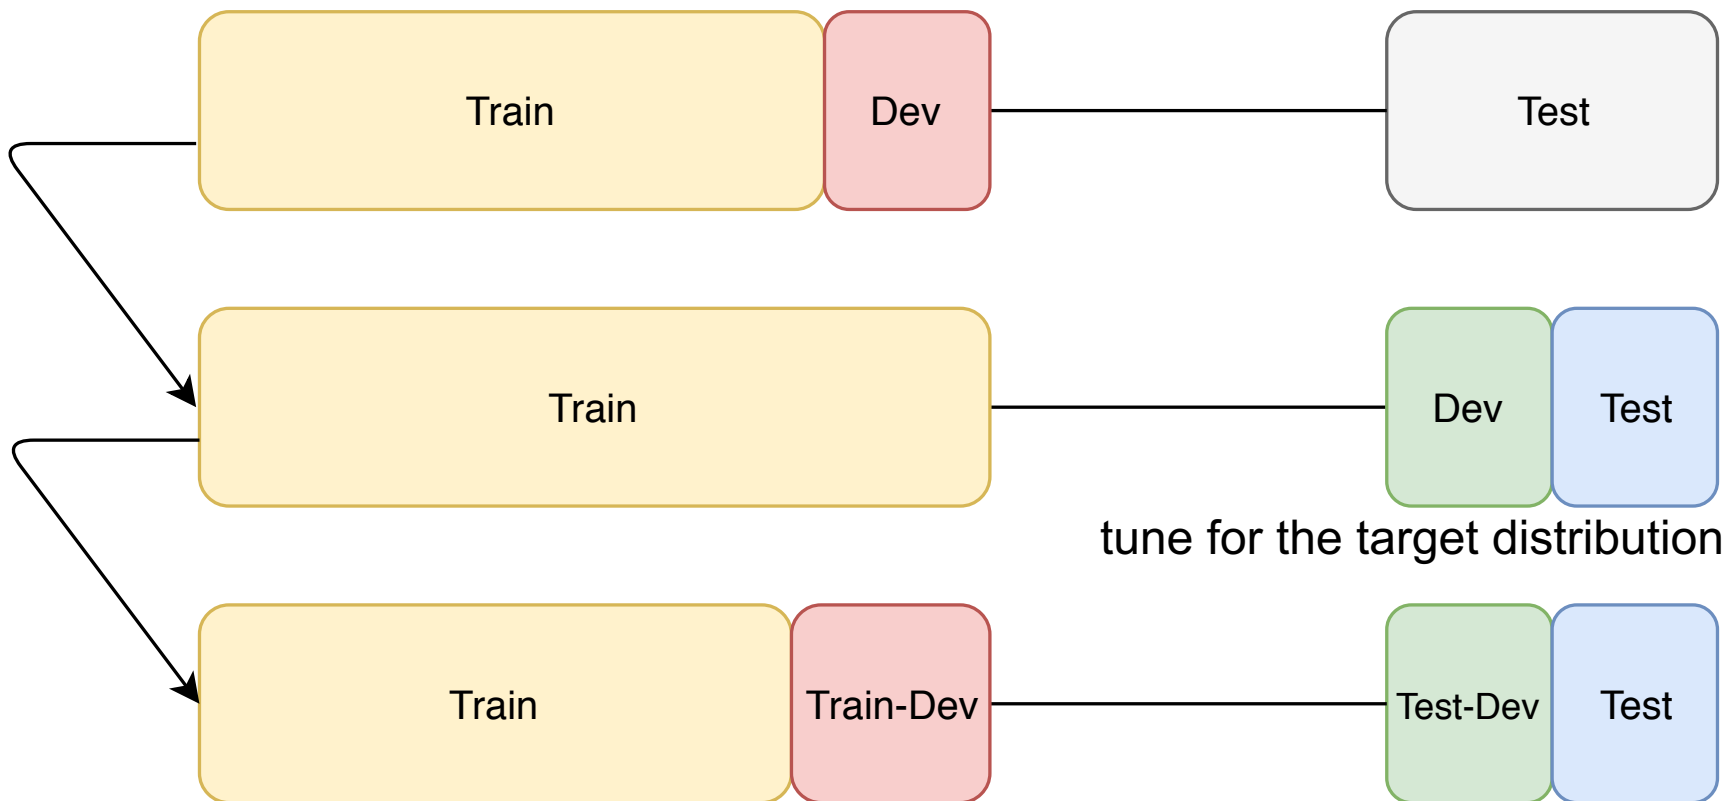 Train Dev Test
Train Dev Test
tune for the target distribution
Train Train-Dev Test-Dev Test